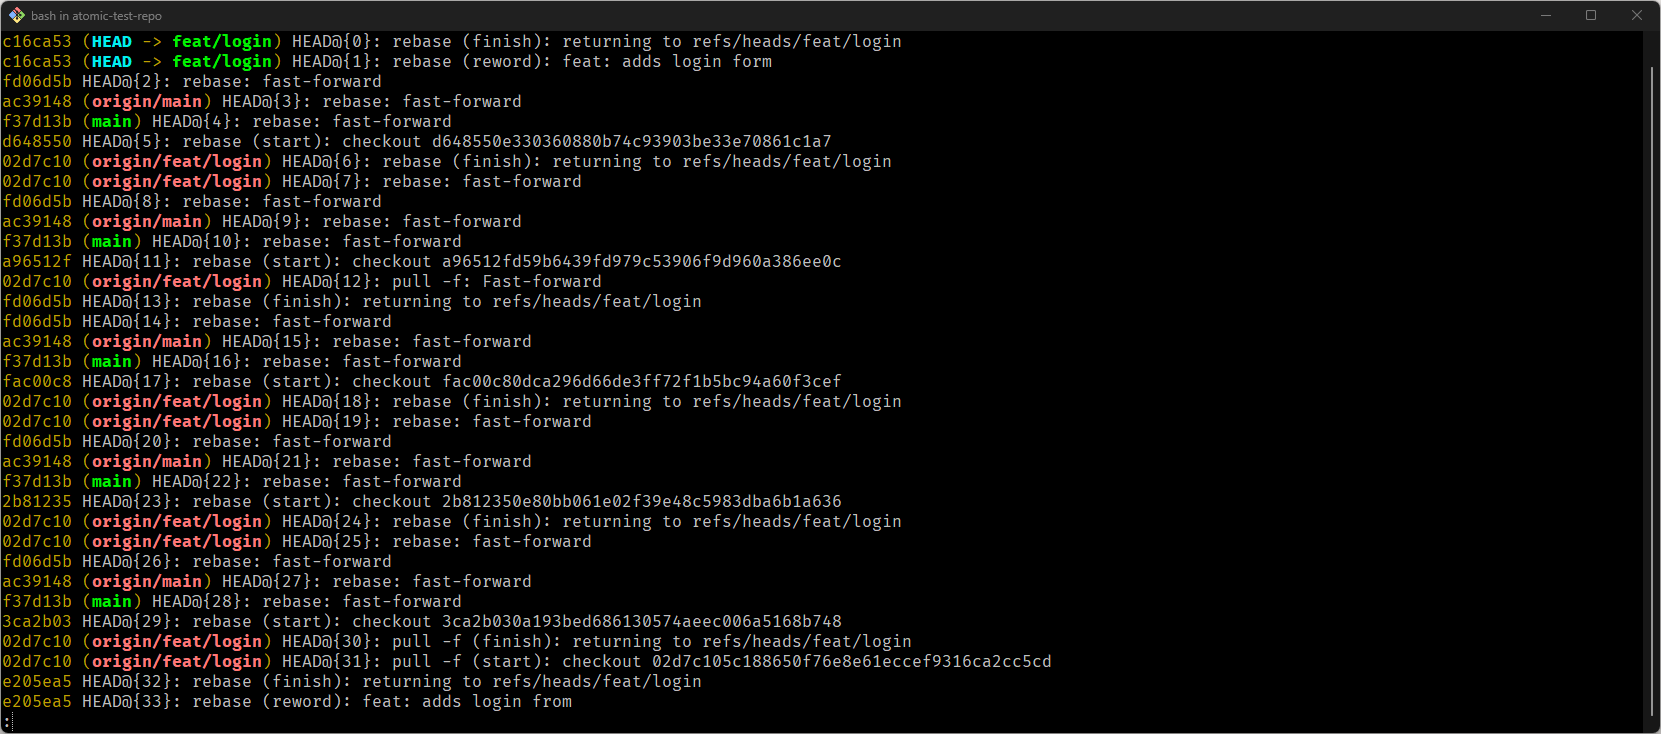 bash in atomic-test-repo
c16ca53 (HEAD -> feat/login) HEAD@{0}: rebase (finish): returning to refs/heads/feat/login
c16ca53 (HEAD -> feat/login) HEAD@{1}: rebase (reword): feat: adds login form
fd06d5b HEAD@{2}: rebase: fast-forward
ac39148 (origin/main) HEAD@{3}: rebase: fast-forward
f37d13b (main) HEAD@{4}: rebase: fast-forward
d648550 HEAD@{5}: rebase (start): checkout d648550e330360880b74c93903be33e70861c1a7
02d7c10 (origin/feat/login) HEAD@{6}: rebase (finish): returning to refs/heads/feat/login
02d7c10 (origin/feat/login) HEAD@{7}: rebase: fast-forward
fd06d5b HEAD@{8}: rebase: fast-forward
ac39148 (origin/main) HEAD@{9}: rebase: fast-forward
f37d13b (main) HEAD@{10}: rebase: fast-forward
a96512f HEAD@{11}: rebase (start): checkout a96512fd59b6439fd979c53906f9d960a386ee0c
02d7c10 (origin/feat/login) HEAD@{12}: pull -f: Fast-forward
fd06d5b HEAD@{13}: rebase (finish): returning to refs/heads/feat/login
fd06d5b HEAD@{14}: rebase: fast-forward
ac39148 (origin/main) HEAD@{15}: rebase: fast-forward
f37d13b (main) HEAD@{16}: rebase: fast-forward
fac00c8 HEAD@{17}: rebase (start): checkout fac00c80dca296d66de3ff72f1b5bc94a60f3cef
02d7c10 (origin/feat/login) HEAD@{18}: rebase (finish): returning to refs/heads/feat/login
02d7c10 (origin/feat/login) HEAD@{19}: rebase: fast-forward
fd06d5b HEAD@{20}: rebase: fast-forward
ac39148 (origin/main) HEAD@{21}: rebase: fast-forward
f37d13b (main) HEAD@{22}: rebase: fast-forward
2b81235 HEAD@{23}: rebase (start): checkout 2b812350e80bb061e02f39e48c5983dba6b1a636
02d7c10 (origin/feat/login) HEAD@{24}: rebase (finish): returning to refs/heads/feat/login
02d7c10 (origin/feat/login) HEAD@{25}: rebase: fast-forward
fd06d5b HEAD@{26}: rebase: fast-forward
ac39148 (origin/main) HEAD@{27}: rebase: fast-forward
f37d13b (main) HEAD@{28}: rebase: fast-forward
3ca2b03 HEAD@{29}: rebase (start): checkout 3ca2b030a193bed686130574aeec006a5168b748
02d7c10 (origin/feat/login) HEAD@{30}: pull -f (finish): returning to refs/heads/feat/login
02d7c10 (origin/feat/login) HEAD@{31}: pull -f (start): checkout 02d7c105c188650f76e8e61eccef9316ca2cc5cd
e205ea5 HEAD@{32}: rebase (finish): returning to refs/heads/feat/login
e205ea5 HEAD@{33}: rebase (reword): feat: adds login from
: